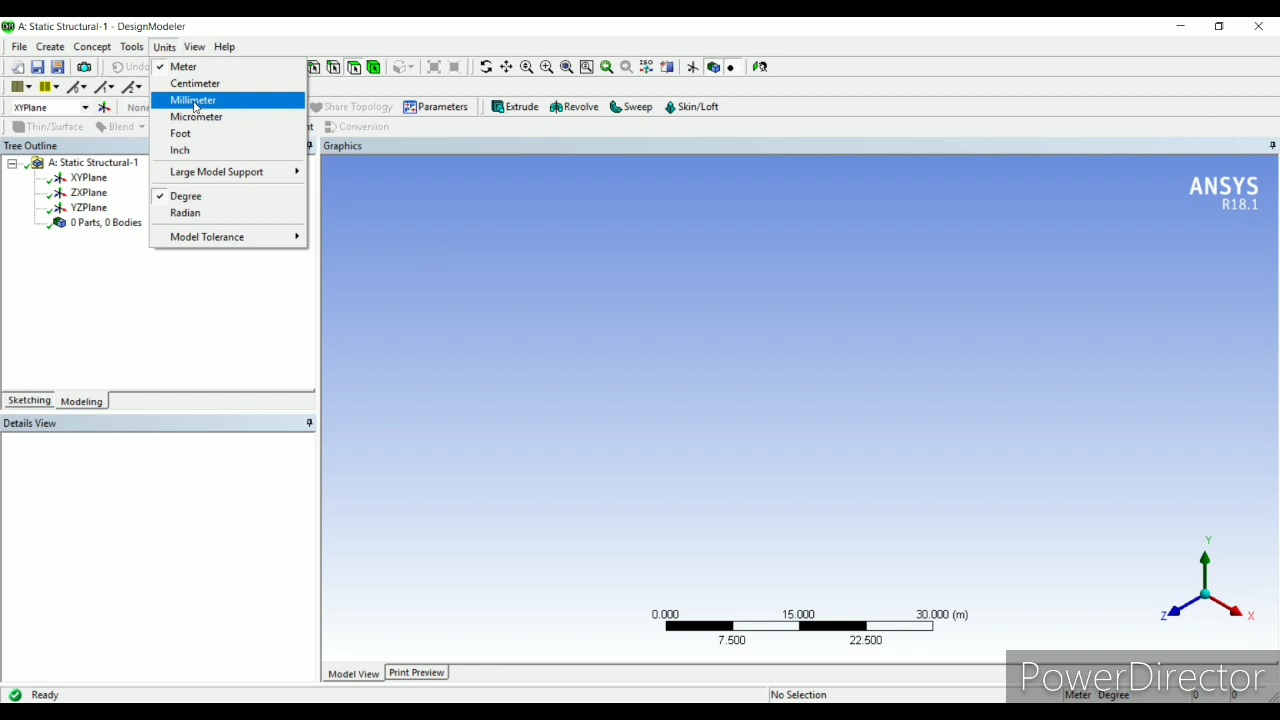 A: Static Structural-1 - DesignModeler
File Create Concept Tools Units View Help
Undo
Meter
Centimeter
Millimeter
Micrometer
Foot
Inch
Large Model Support
Degree
Radian
Model Tolerance
ISO
XYPlane None
Share Topology Parameters Extrude Revolve Sweep Skin/Loft
Thin/Surface Blend Conversion
Tree Outline
Graphics
A: Static Structural-1
XYPlane
ZXPlane
YZPlane
0 Parts, 0 Bodies
ANSYS
R18.1
Sketching Modeling
Details View
Y
Z X
0.000 15.000 30.000 (m)
7.500 22.500
Model View Print Preview
PowerDirector
Ready No Selection Meter Degree 0 0